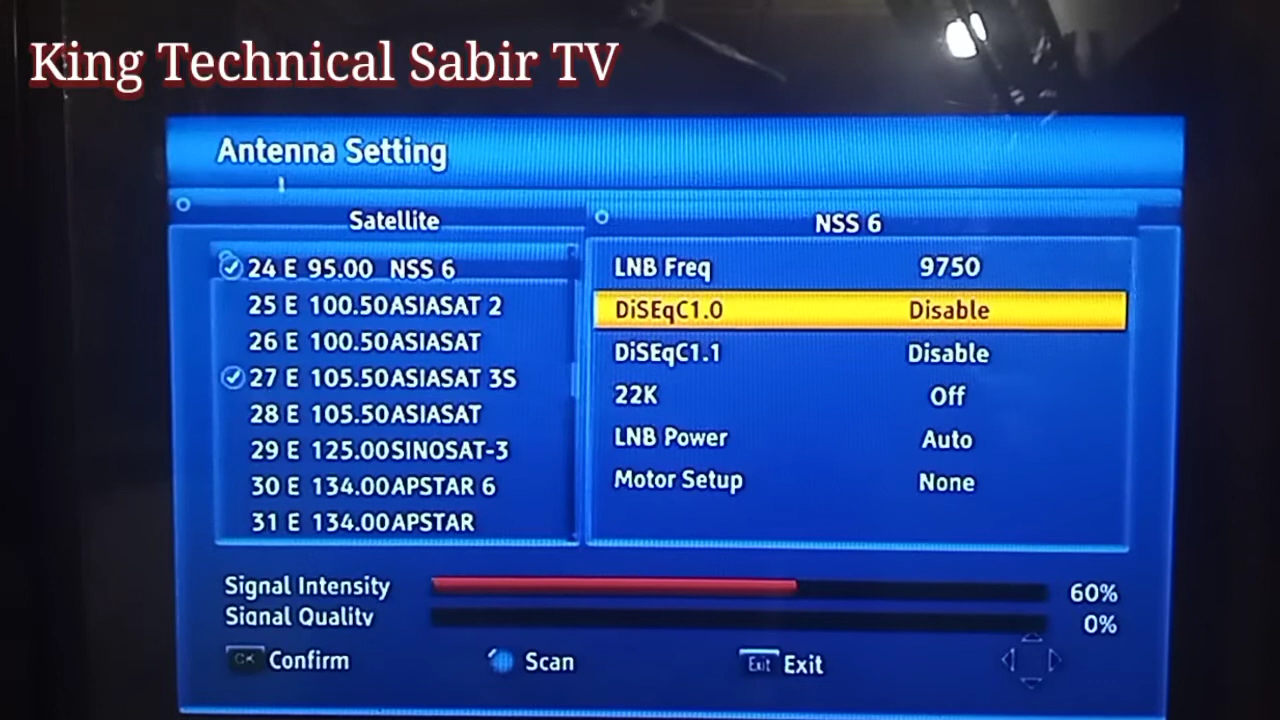 King Technical Sabir TV
Antenna Setting
Satellite
24 E 95.00 NSS 6
25 E 100.50ASIASAT 2
26 E 100.50ASIASAT
27 E 105.50ASIASAT 3S
28 E 105.50ASIASAT
29 E 125.00SINOSAT-3
30 E 134.00APSTAR 6
31 E 134.00APSTAR
NSS 6
LNB Freq 9750
DiSEqC1.0 Disable
DiSEqC1.1 Disable
22K Off
LNB Power Auto
Motor Setup None
Signal Intensity 60%
Signal Quality 0%
OK Confirm Scan Exit Exit